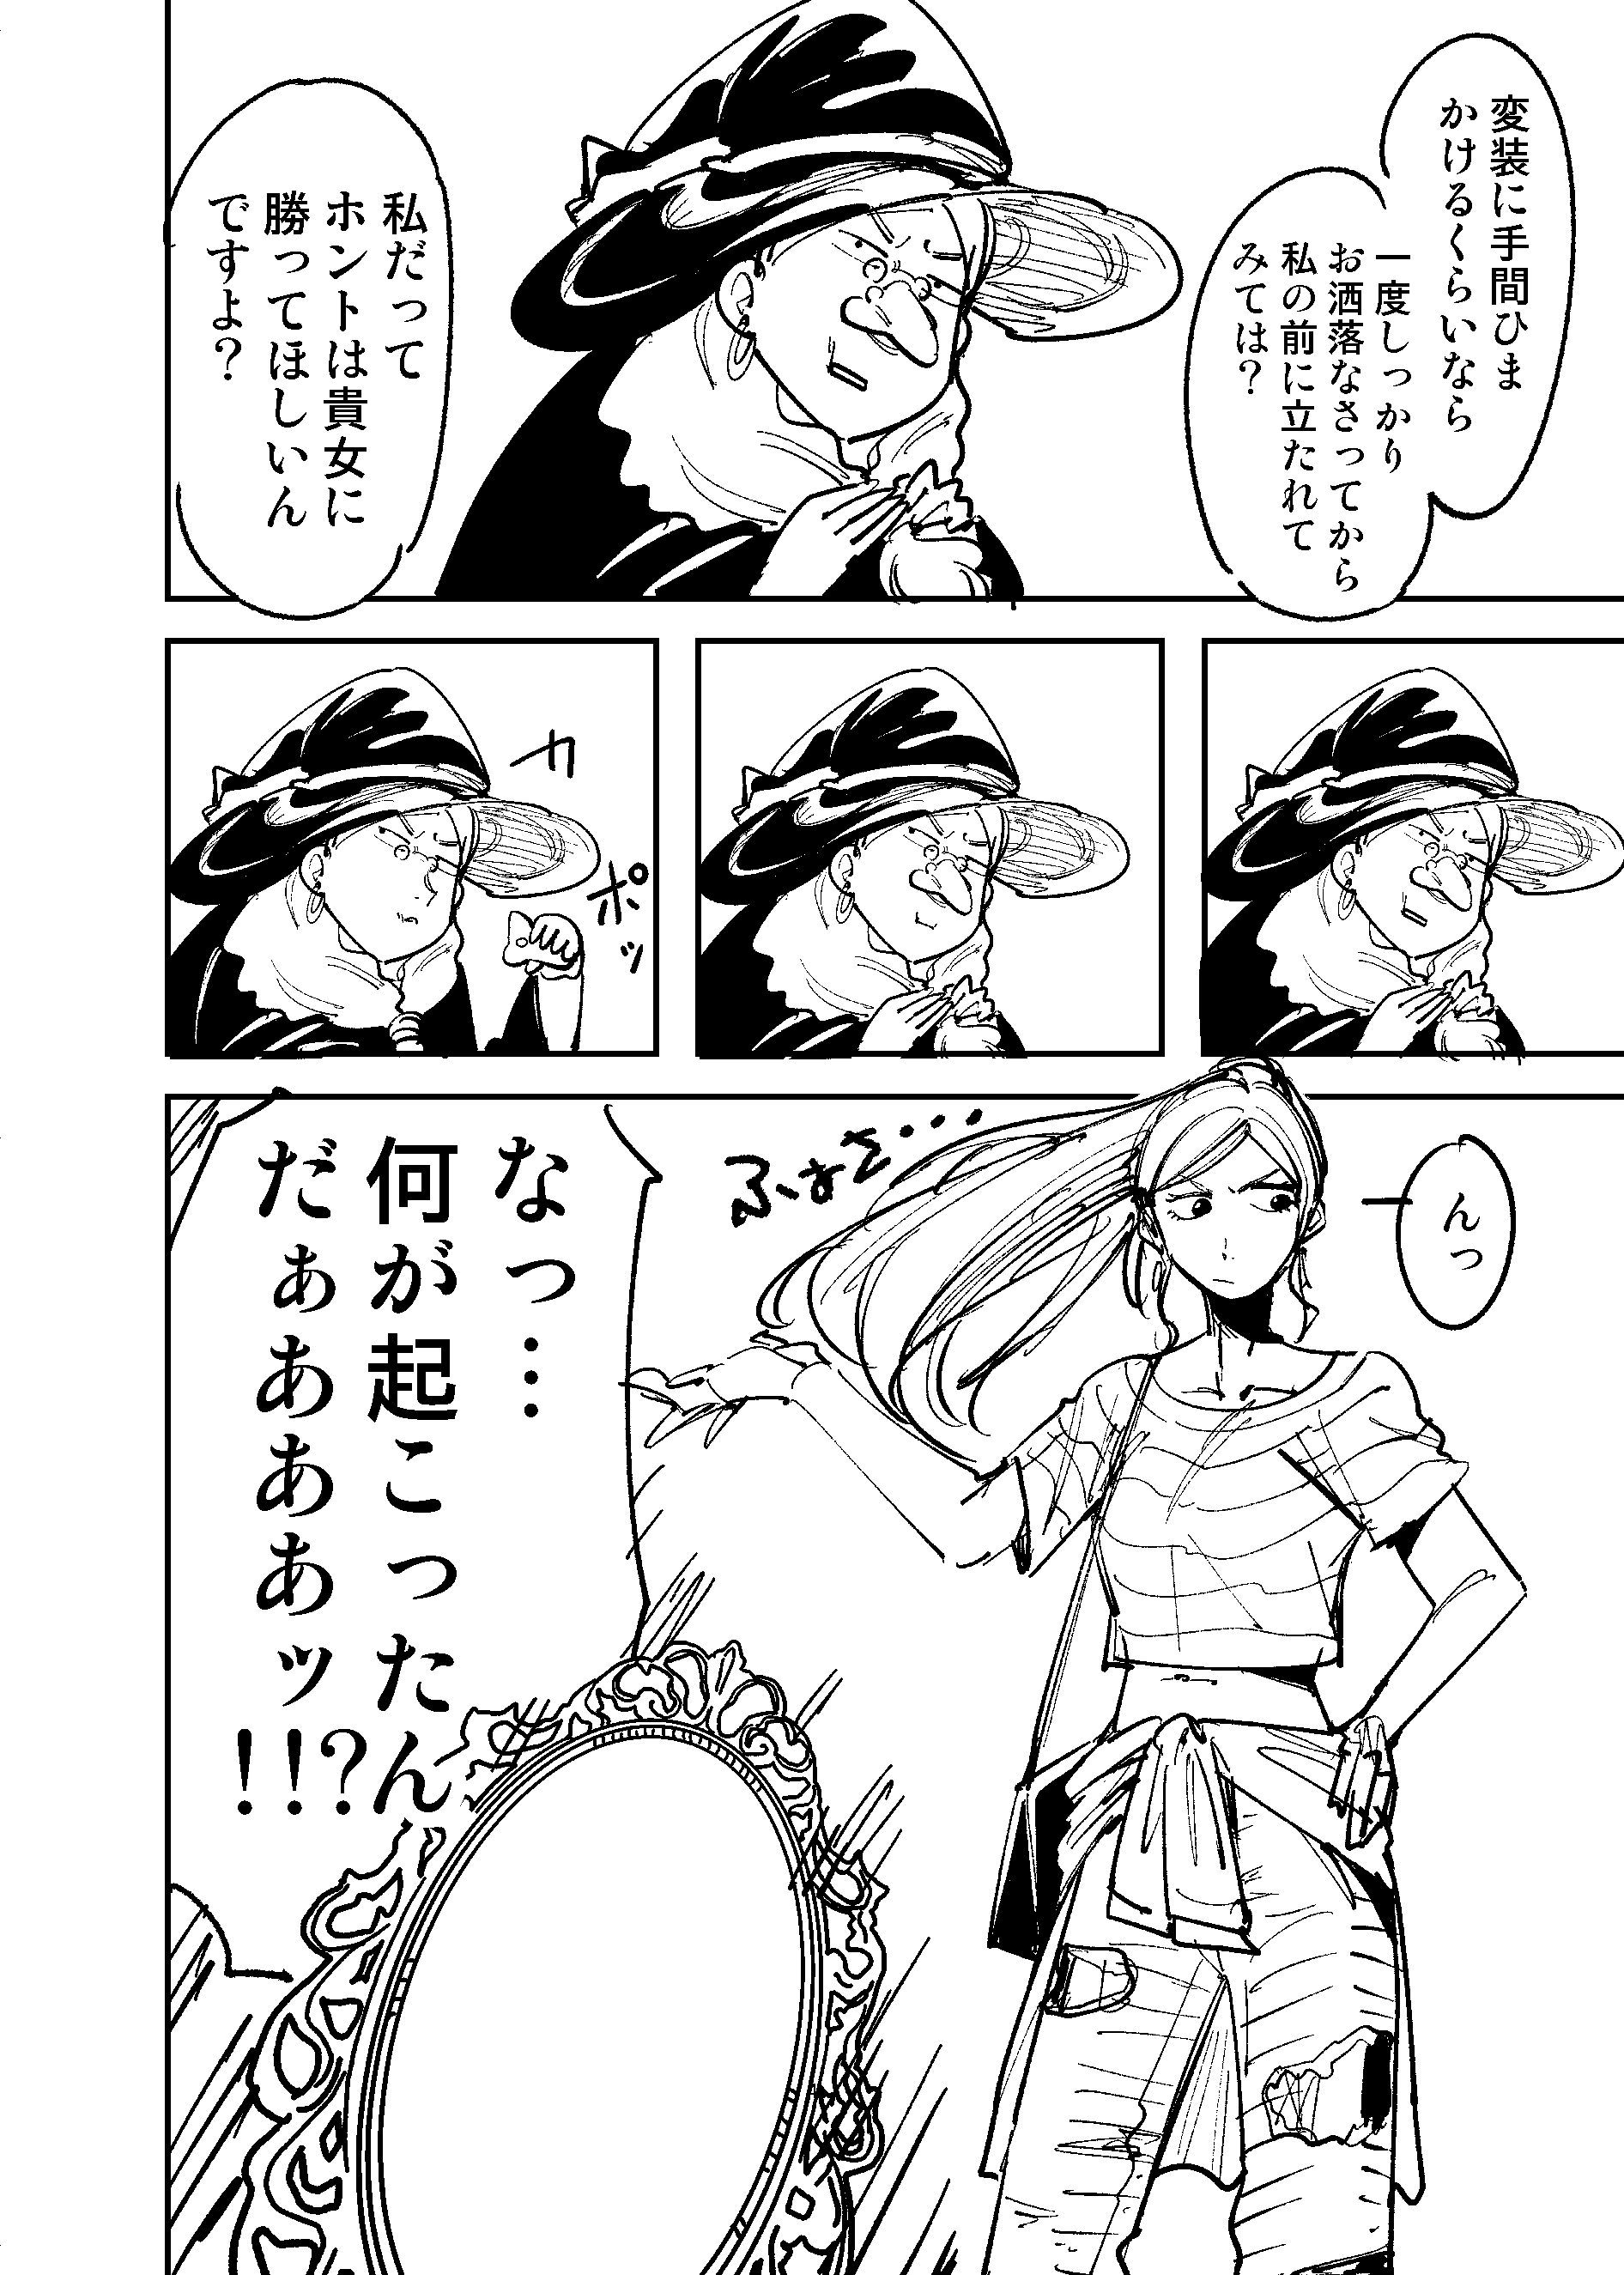 変装に手間ひま
かけるくらいなら
一度しっかり
お洒落なさってから
私の前に立たれて
みては?
私だって
ホントは貴女に
勝ってほしいん
ですよ?
カ
ポッ
んっ
ふぁさ・・・
なっ…
何が起こったん
だぁあああッ
?!!